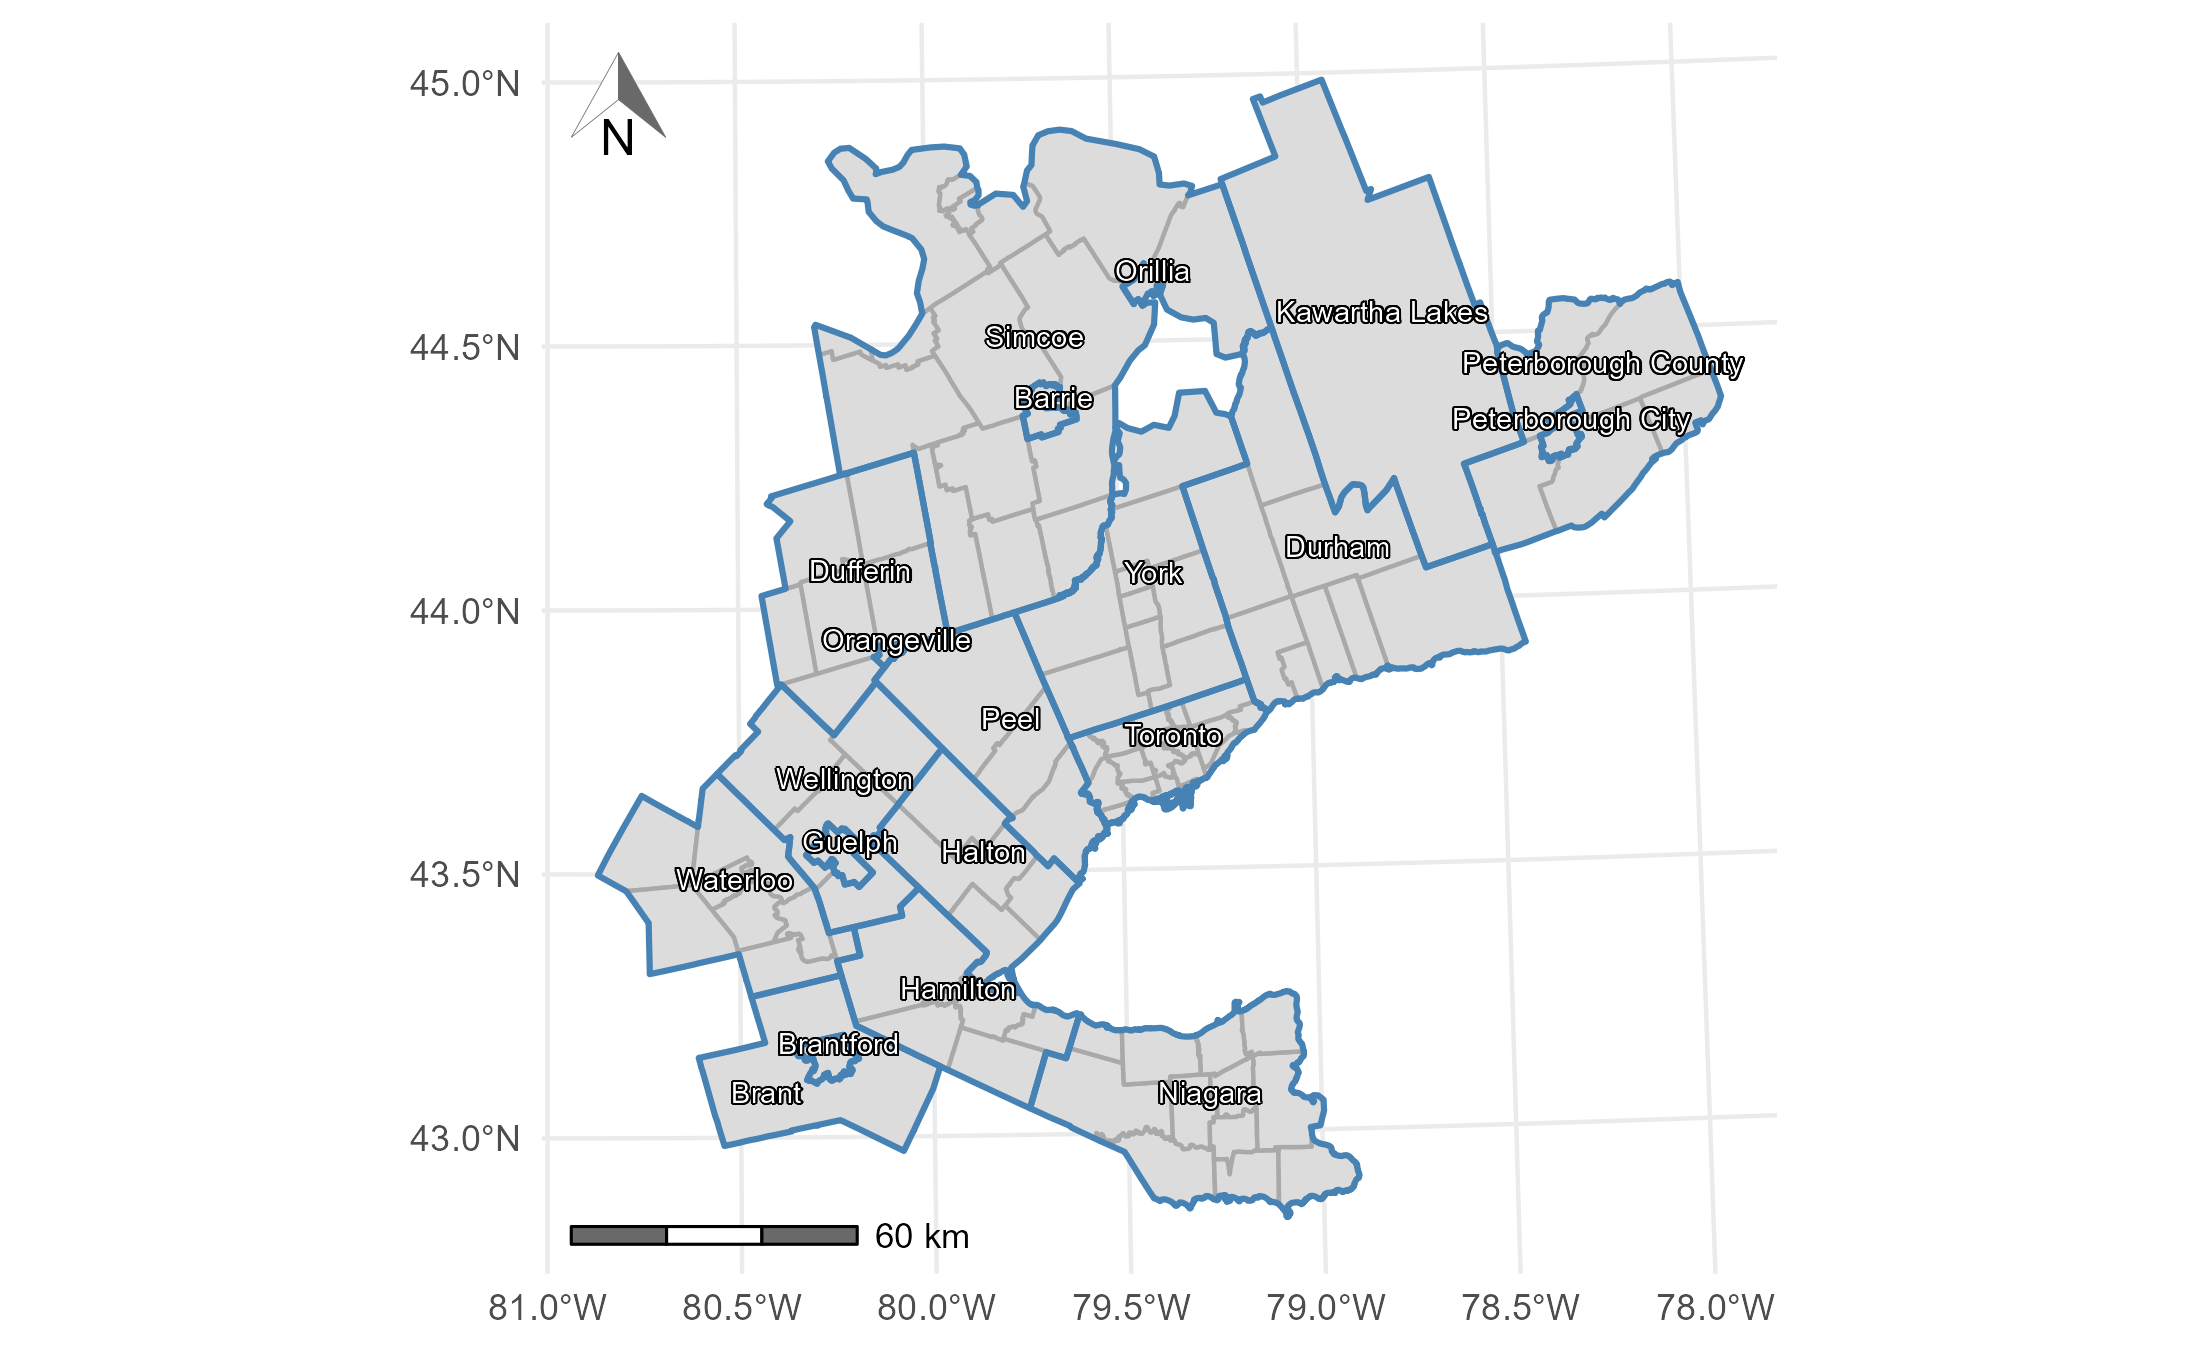 45.0°N
N
Orillia
Kawartha Lakes
Simcoe
44.5°N
Peterborough County
Barrie
Peterborough City
Durham
Dufferin
York
44.0°N
Orangeville
Peel
Toronto
Wellington
Guelph
Halton
43.5°N
Waterloo
Hamilton
Brantford
Brant
Niagara
43.0°N
60 km
81.0°W 80.5°W 80.0°W 79.5°W 79.0°W 78.5°W 78.0°W